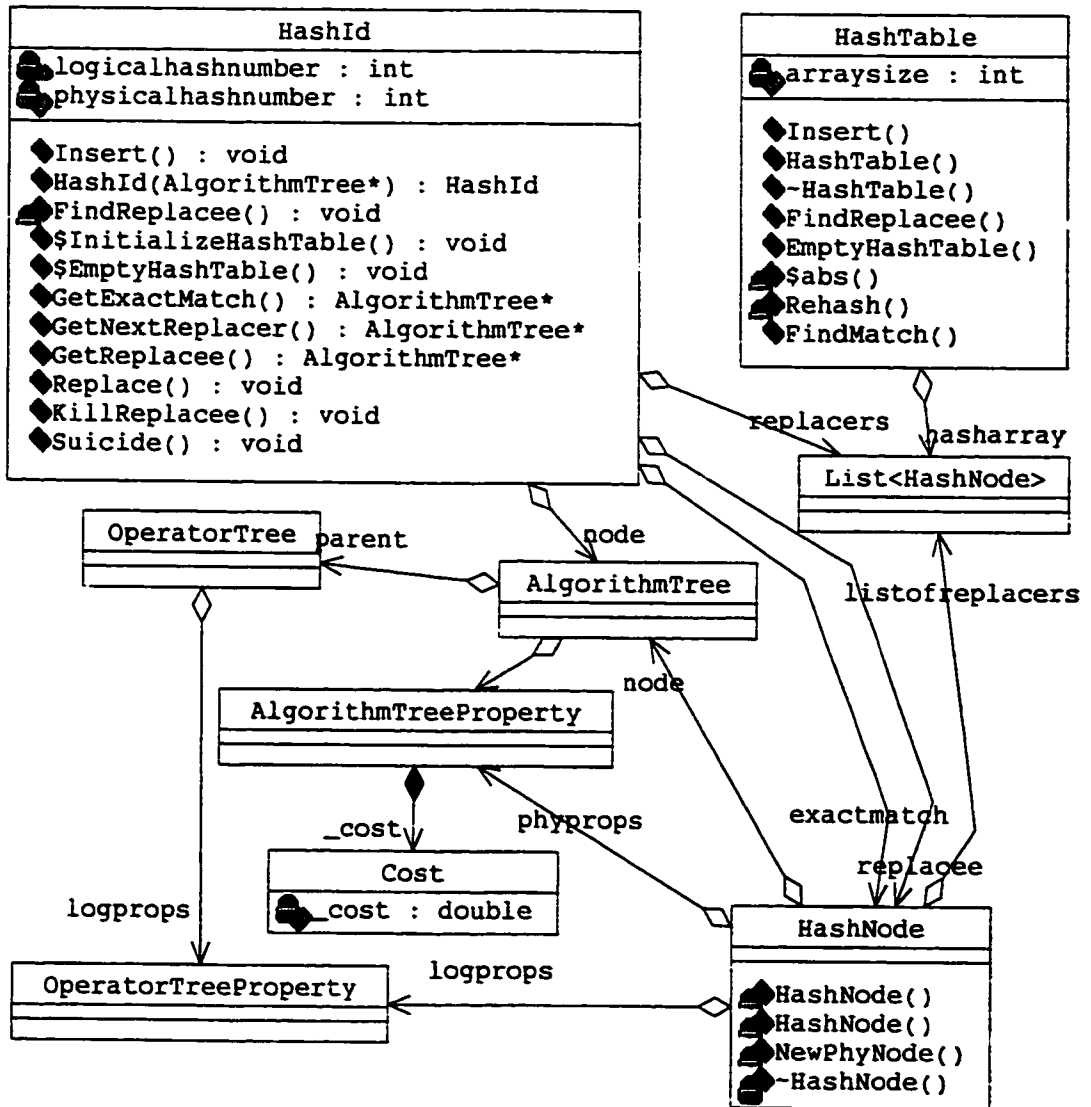 HashId
logicalhashnumber : int
physicalhashnumber : int
Insert() : void
HashId(AlgorithmTree*) : HashId
FindReplacee() : void
$InitializeHashTable() : void
$EmptyHashTable() : void
GetExactMatch() : AlgorithmTree*
GetNextReplacer() : AlgorithmTree*
GetReplacee() : AlgorithmTree*
Replace() : void
KillReplacee() : void
Suicide() : void
HashTable
arraysize : int
Insert()
HashTable()
~HashTable()
FindReplacee()
EmptyHashTable()
$abs()
Rehash()
FindMatch()
replacers
hasharray
List<HashNode>
OperatorTree
parent
node
AlgorithmTree
listofreplacers
node
AlgorithmTreeProperty
phyprops
exactmatch
_cost
replacee
Cost
_cost : double
logprops
HashNode
logprops
OperatorTreeProperty
HashNode()
HashNode()
NewPhyNode()
~HashNode()